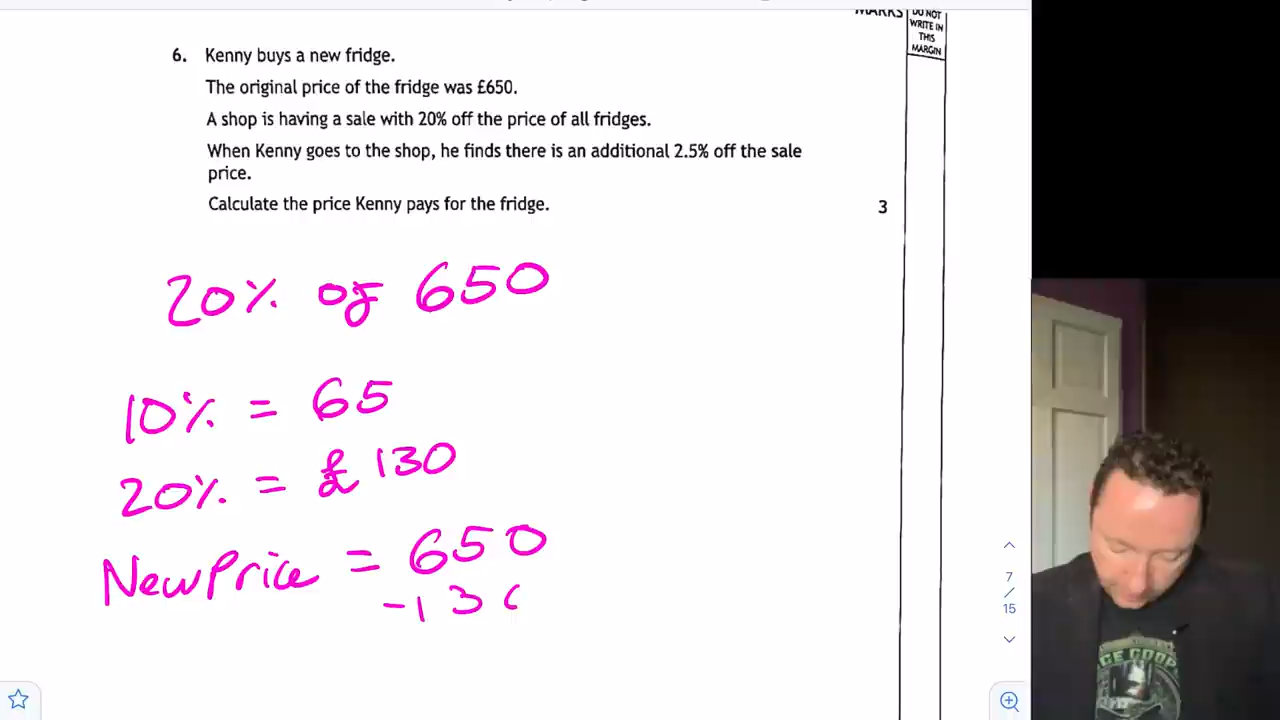 MARKS
DO NOT
WRITE IN
THIS
MARGIN
6. Kenny buys a new fridge.
The original price of the fridge was £650.
A shop is having a sale with 20% off the price of all fridges.
When Kenny goes to the shop, he finds there is an additional 2.5% off the sale
price.
Calculate the price Kenny pays for the fridge.
3
20% of 650
10% = 65
20% = £130
New Price = 650
-13
7
/
15